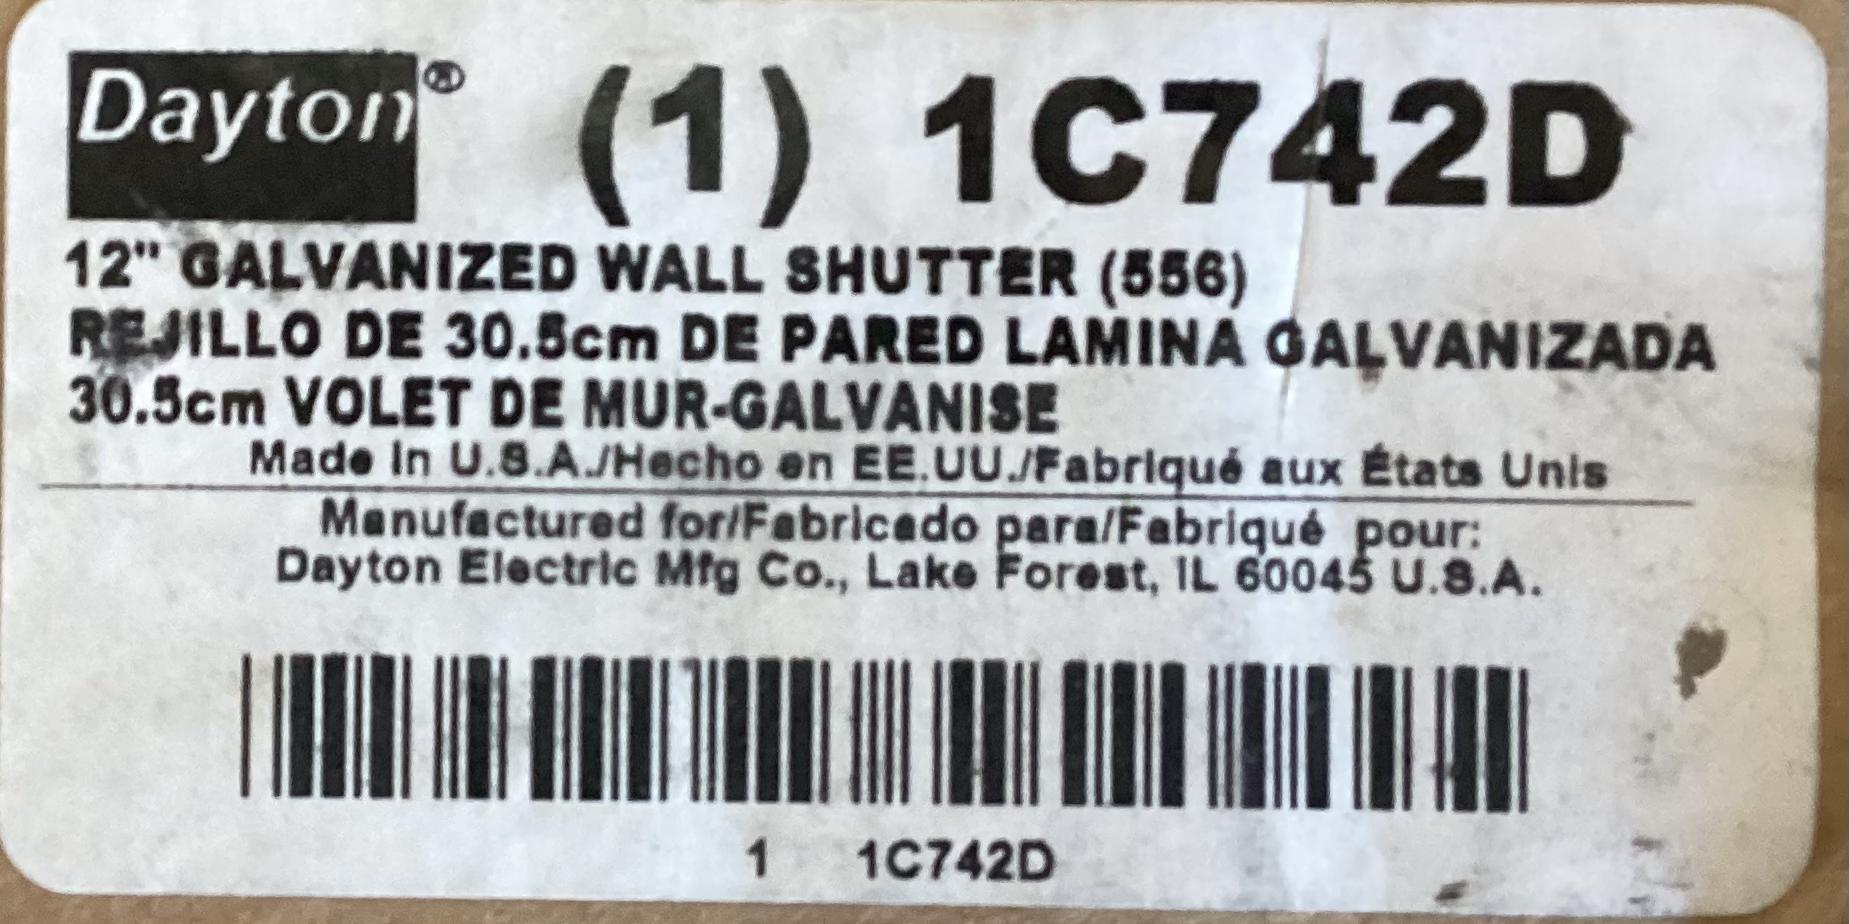 Dayton® (1) 1C742D
12" GALVANIZED WALL SHUTTER (556)
REJILLO DE 30.5cm DE PARED LAMINA GALVANIZADA
30.5cm VOLET DE MUR-GALVANISE
Made in U.S.A./Hecho en EE.UU./Fabriqué aux États Unis
Manufactured for/Fabricado para/Fabriqué pour:
Dayton Electric Mfg Co., Lake Forest, IL 60045 U.S.A.
1 1C742D